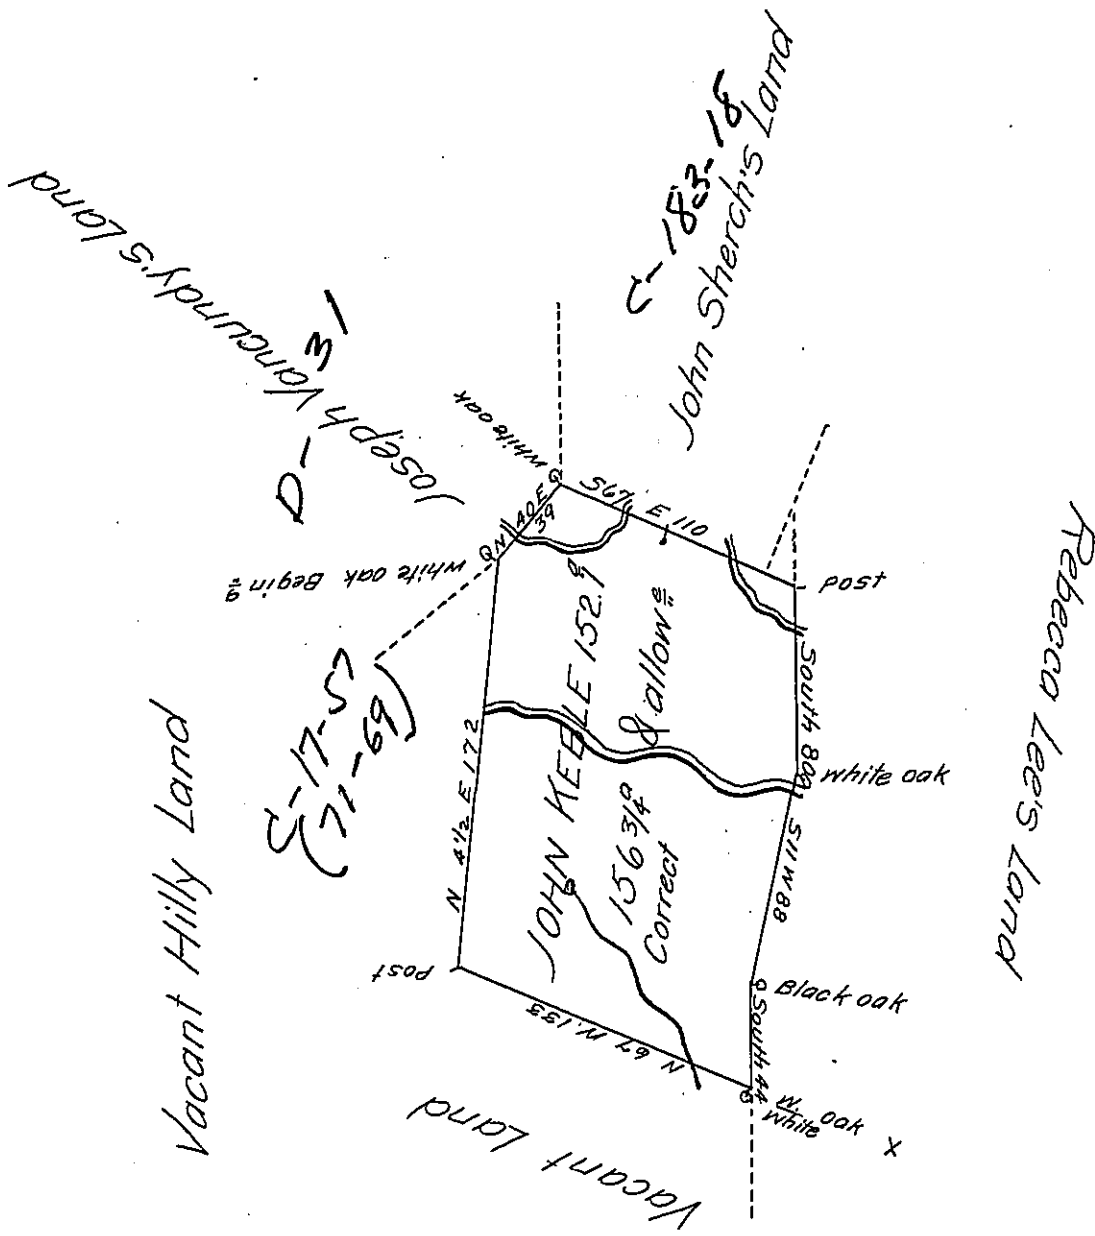 Joseph Vancundy's Land
D-31
C-183-18
John Sherch's Land
white oak
N 40 E
39
S 67 E 110
white oak Begin g
C-17-57
(71-69)
Post
South 80
white oak
S 11 W 88
Black oak
South 44
W. oak
White
X
N 67 W. 133
Post
N 4 1/2 E 172
JOHN KEEHLE 152.
& allow
156 3/4
Correct
Vacant Hilly Land
Vacant Land
Rebecca Lee's Land